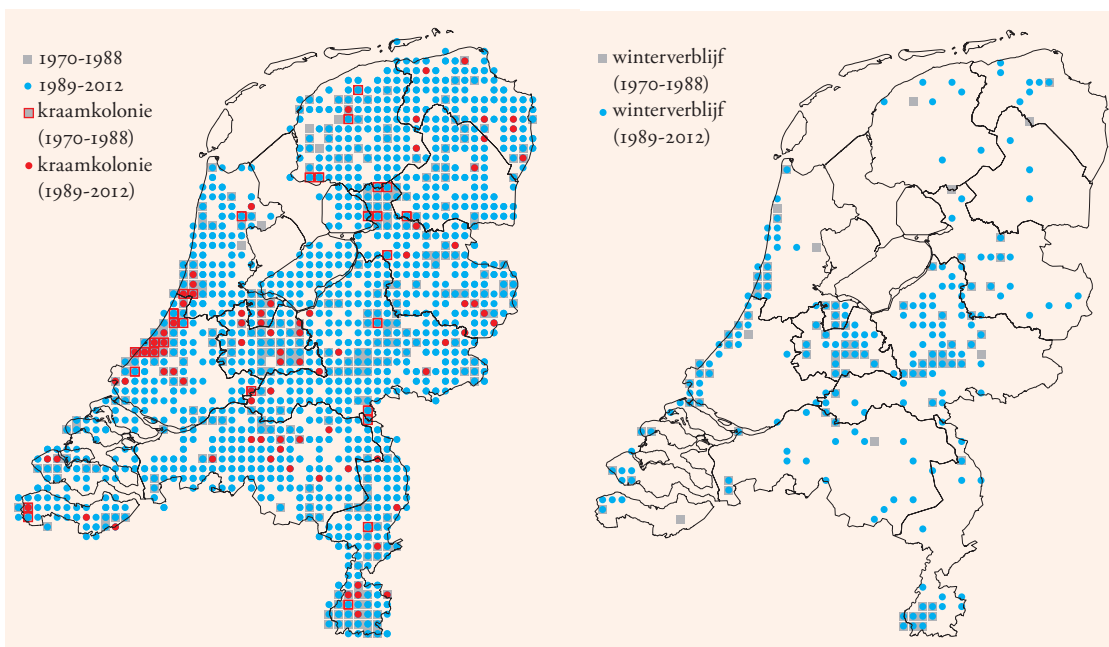 1970-1988
1989-2012
kraamkolonie
(1970-1988)
kraamkolonie
(1989-2012)
winterverblijf
(1970-1988)
winterverblijf
(1989-2012)